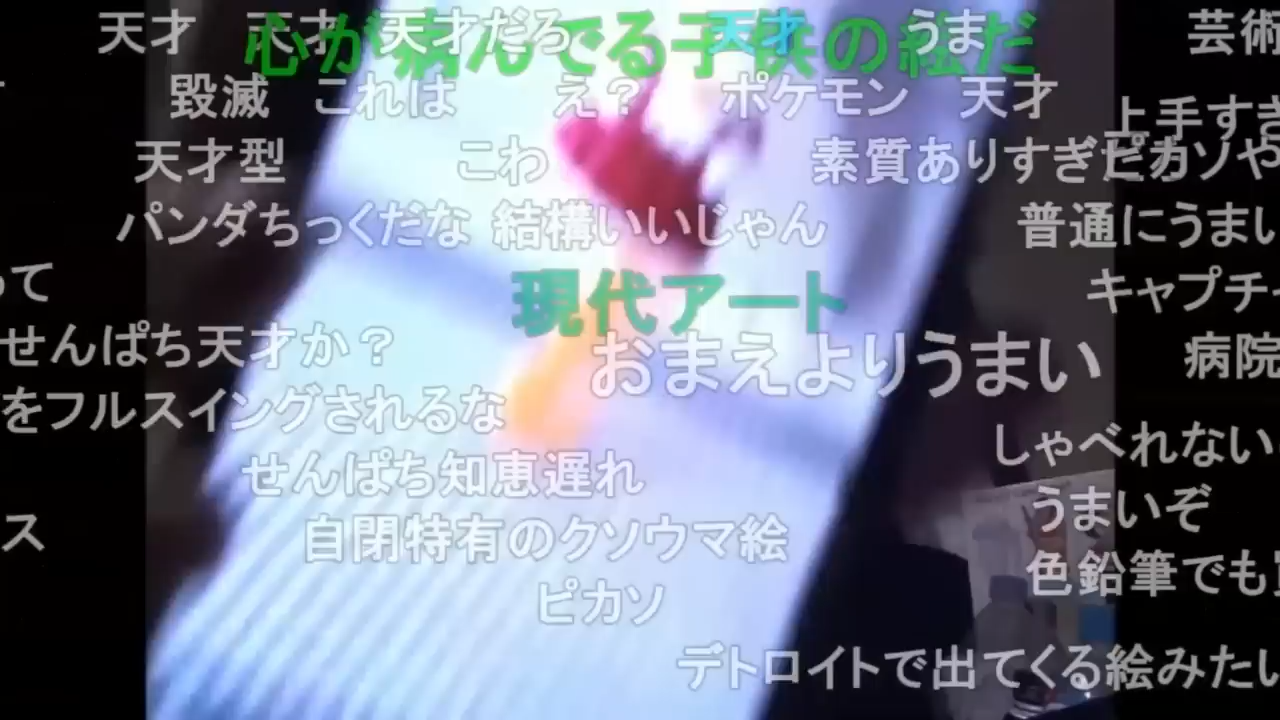 天才
天才
天才だろ
天才
うま
芸術
心が病んでる子供の絵だ
毀滅
これは
え？
ポケモン
天才
上手すぎ
天才型
こわ
素質ありすぎ
ピカソや
パンダちっくだな
結構いいじゃん
普通にうまい
って
現代アート
キャプチャ
せんぱち天才か？
おまえよりうまい
病院
をフルスイングされるな
しゃべれない
せんぱち知恵遅れ
うまいぞ
ス
自閉特有のクソウマ絵
色鉛筆でも
ピカソ
デトロイトで出てくる絵みたい